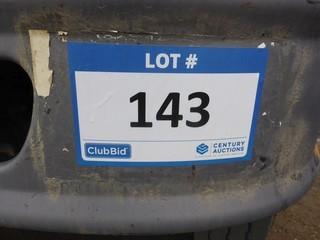 LOT #
143
ClubBid
CENTURY
AUCTIONS